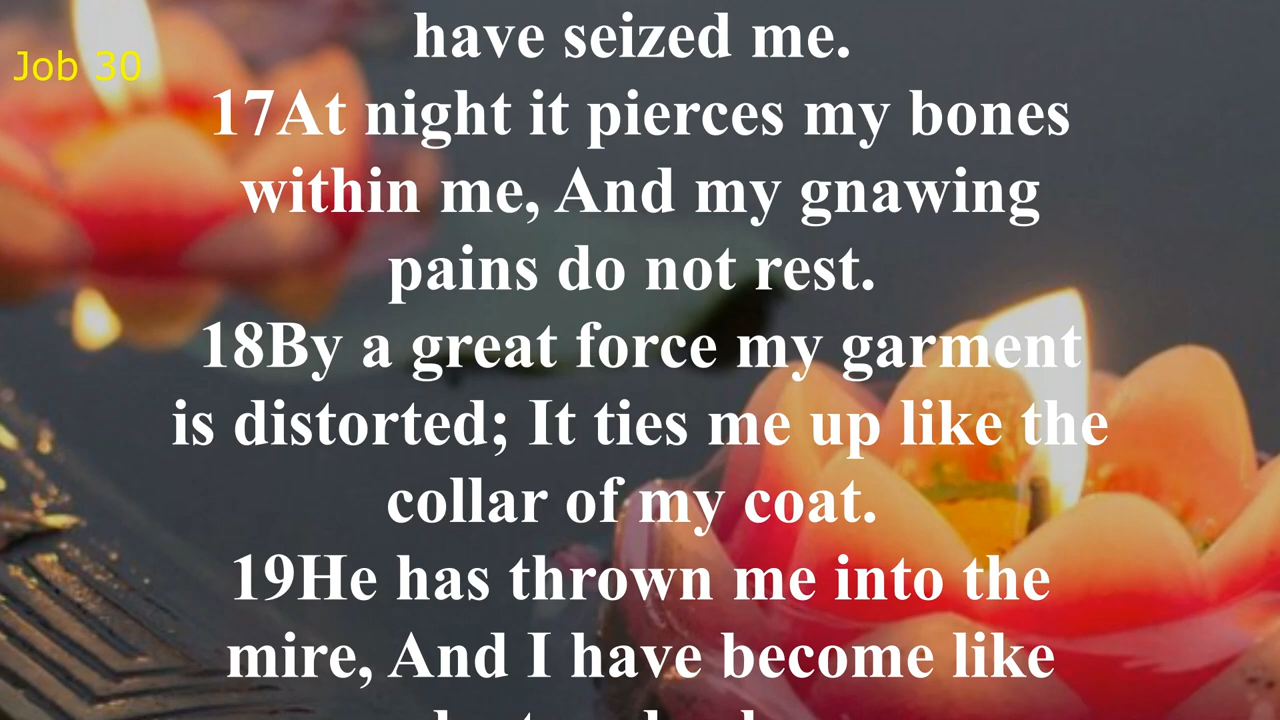 have seized me.
Job 30
17At night it pierces my bones
within me, And my gnawing
pains do not rest.
18By a great force my garment
is distorted; It ties me up like the
collar of my coat.
19He has thrown me into the
mire, And I have become like